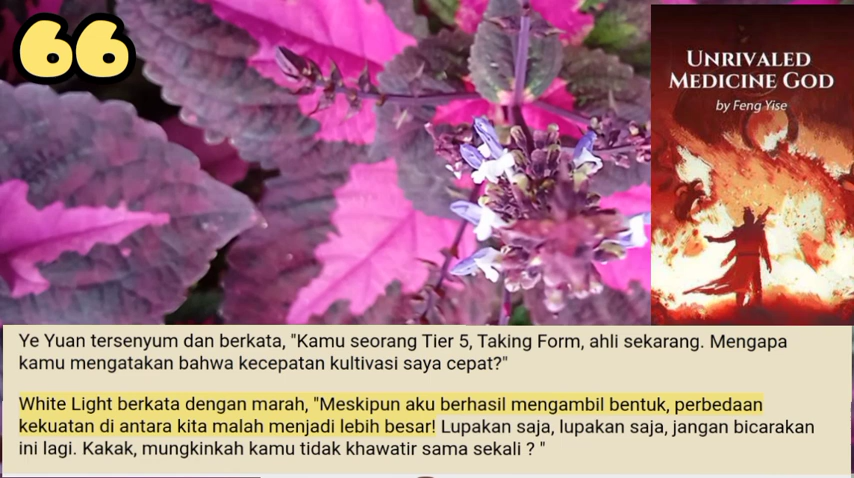 66
UNRIVALED
MEDICINE GOD
by Feng Yise
Ye Yuan tersenyum dan berkata, "Kamu seorang Tier 5, Taking Form, ahli sekarang. Mengapa
kamu mengatakan bahwa kecepatan kultivasi saya cepat?"
White Light berkata dengan marah, "Meskipun aku berhasil mengambil bentuk, perbedaan
kekuatan di antara kita malah menjadi lebih besar! Lupakan saja, lupakan saja, jangan bicarakan
ini lagi. Kakak, mungkinkah kamu tidak khawatir sama sekali ? "